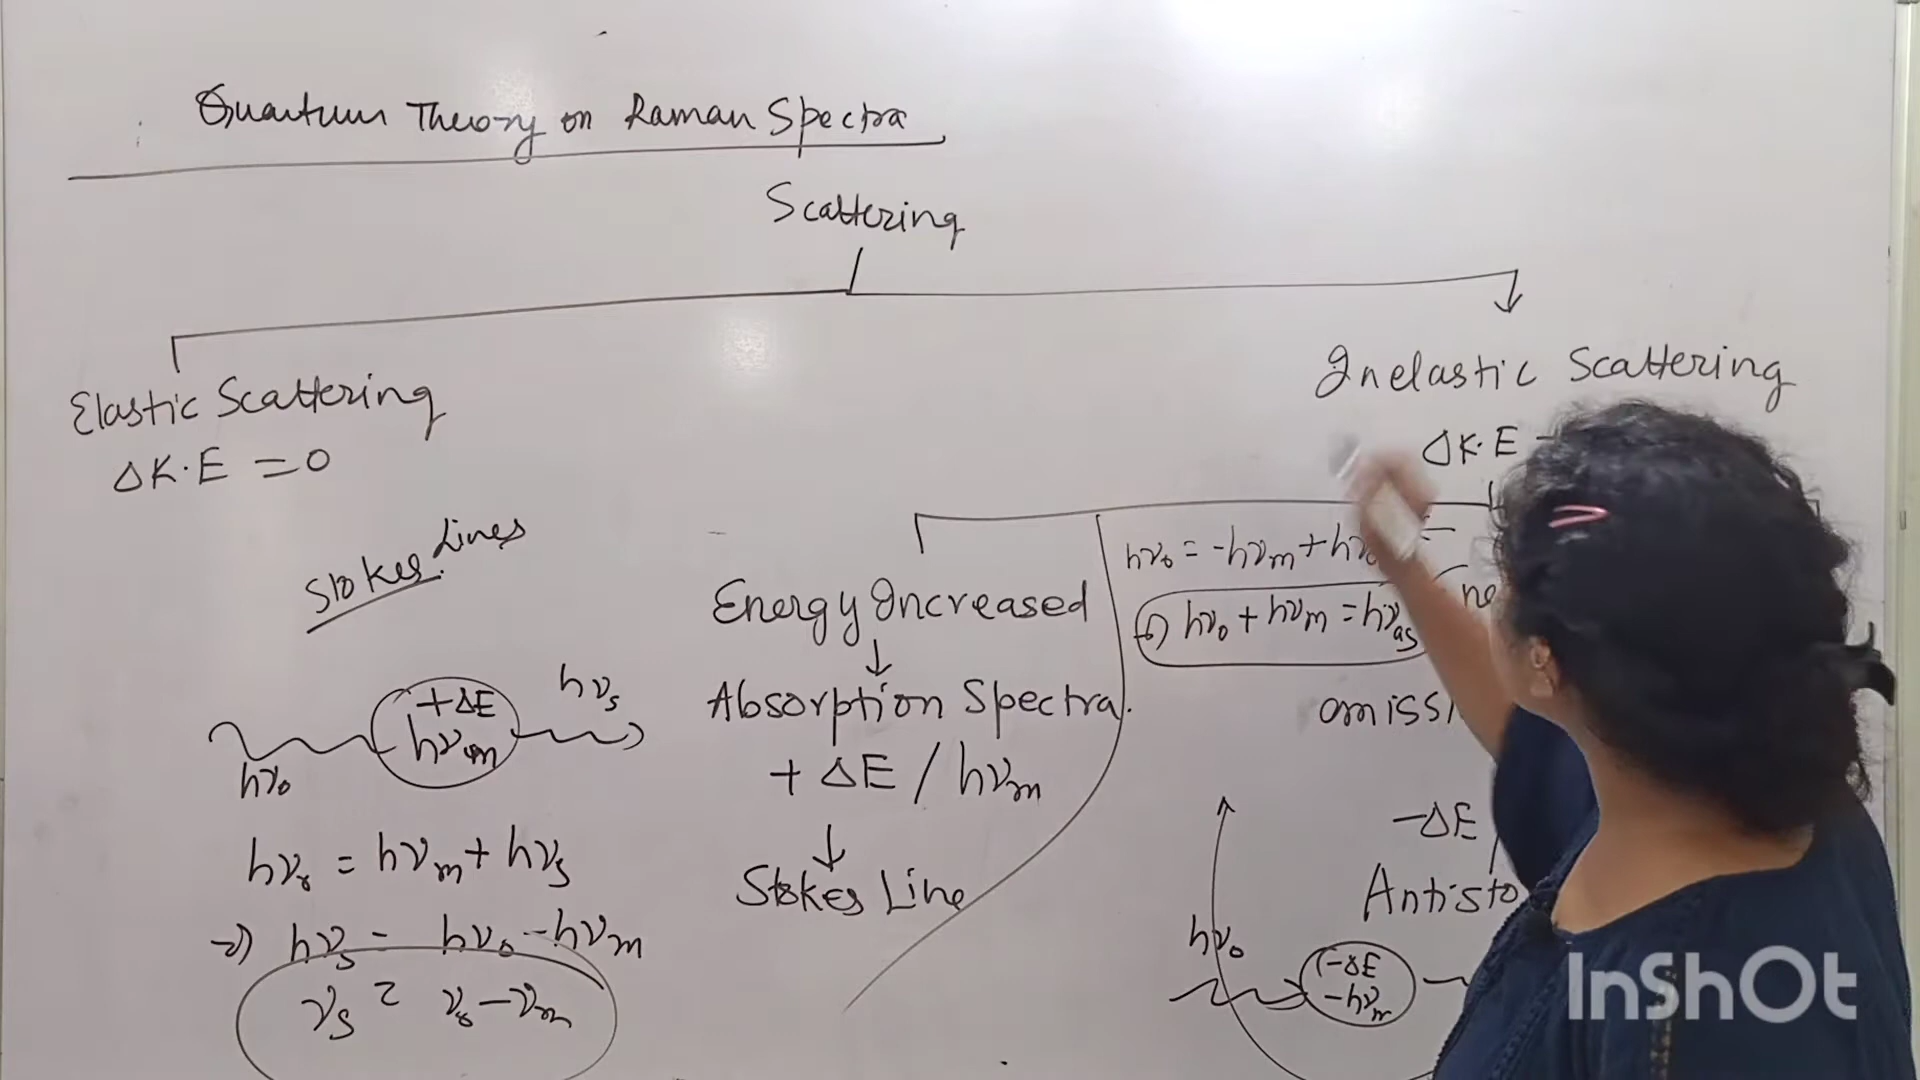 Quantum Theory on Raman Spectra
Scattering
Elastic Scattering
ΔK.E = 0
Inelastic Scattering
ΔK.E
Stokes Lines
+ΔE
hνm
hν₀
hνs
hν₀ = hνm + hνs
=) hνs = hν₀ - hνm
νs = ν₀ - νm
Energy Increased
↓
Absorption Spectra.
+ ΔE / hνm
↓
Stokes Line
hν₀ = -hνm + hν
hν₀ + hνm = hνas
-ΔE
hν₀
-ΔE
-hνm
InShOt